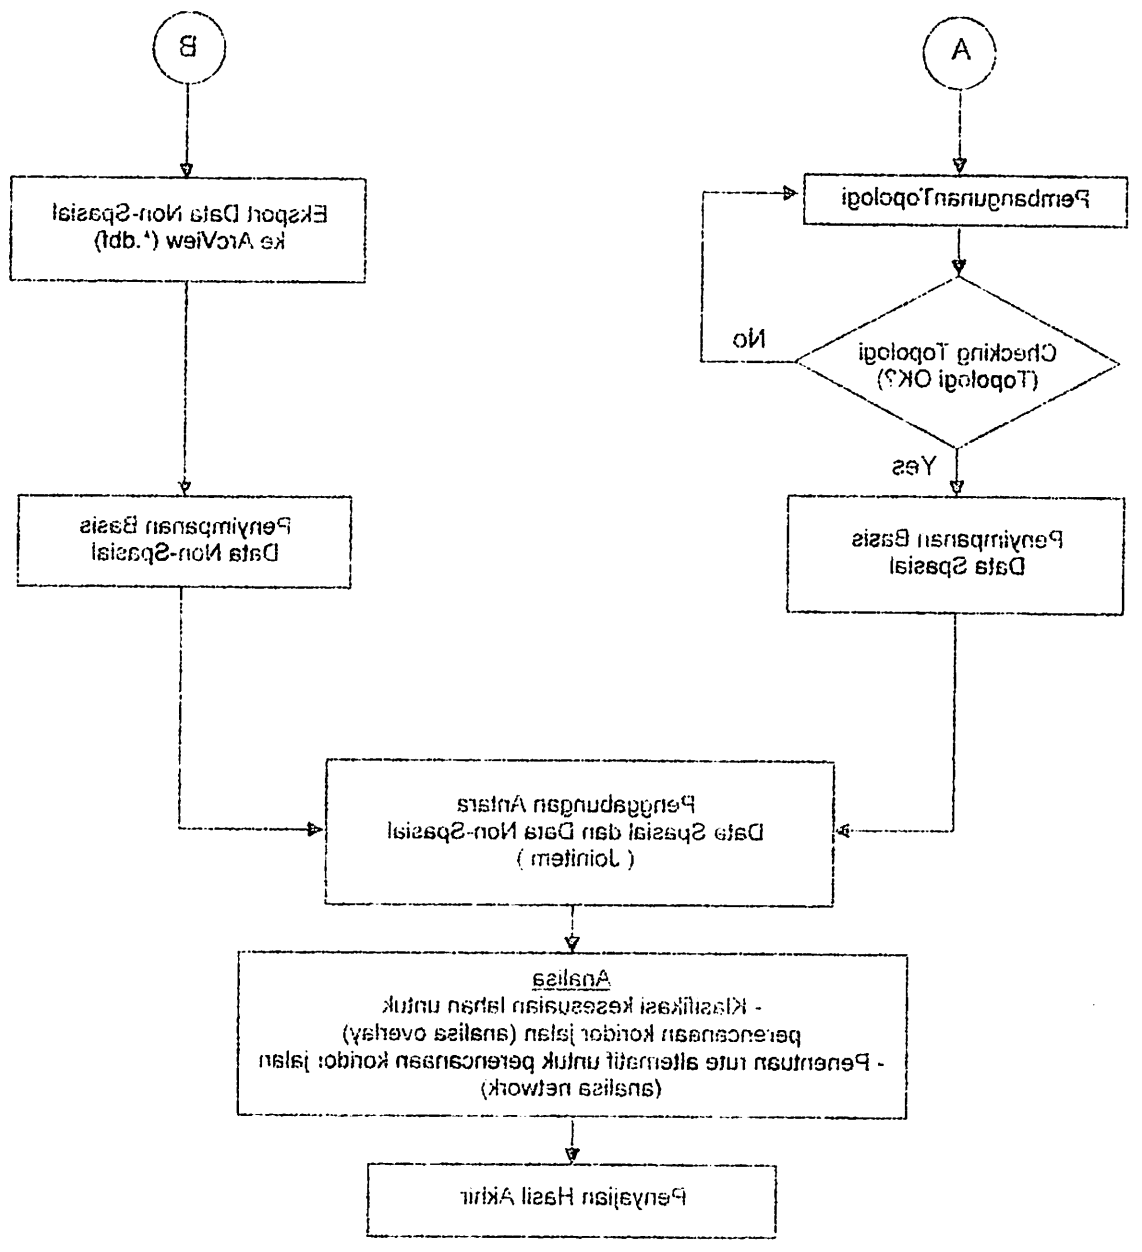 A
PembangunanTopologi
Checking Topologi
(Topologi OK?)
No
Yes
Penyimpanan Basis
Data Spasial
B
Eksport Data Non-Spasial
ke ArcView (*.dbf)
Penyimpanan Basis
Data Non-Spasial
Penggabungan Antara
Data Spasial dan Data Non-Spasial
( Joinitem )
Analisa
- Klasifikasi kesesuaian lahan untuk
perencanaan koridor jalan (analisa overlay)
- Penentuan rute alternatif untuk perencanaan koridor jalan
(analisa network)
Penyajian Hasil Akhir